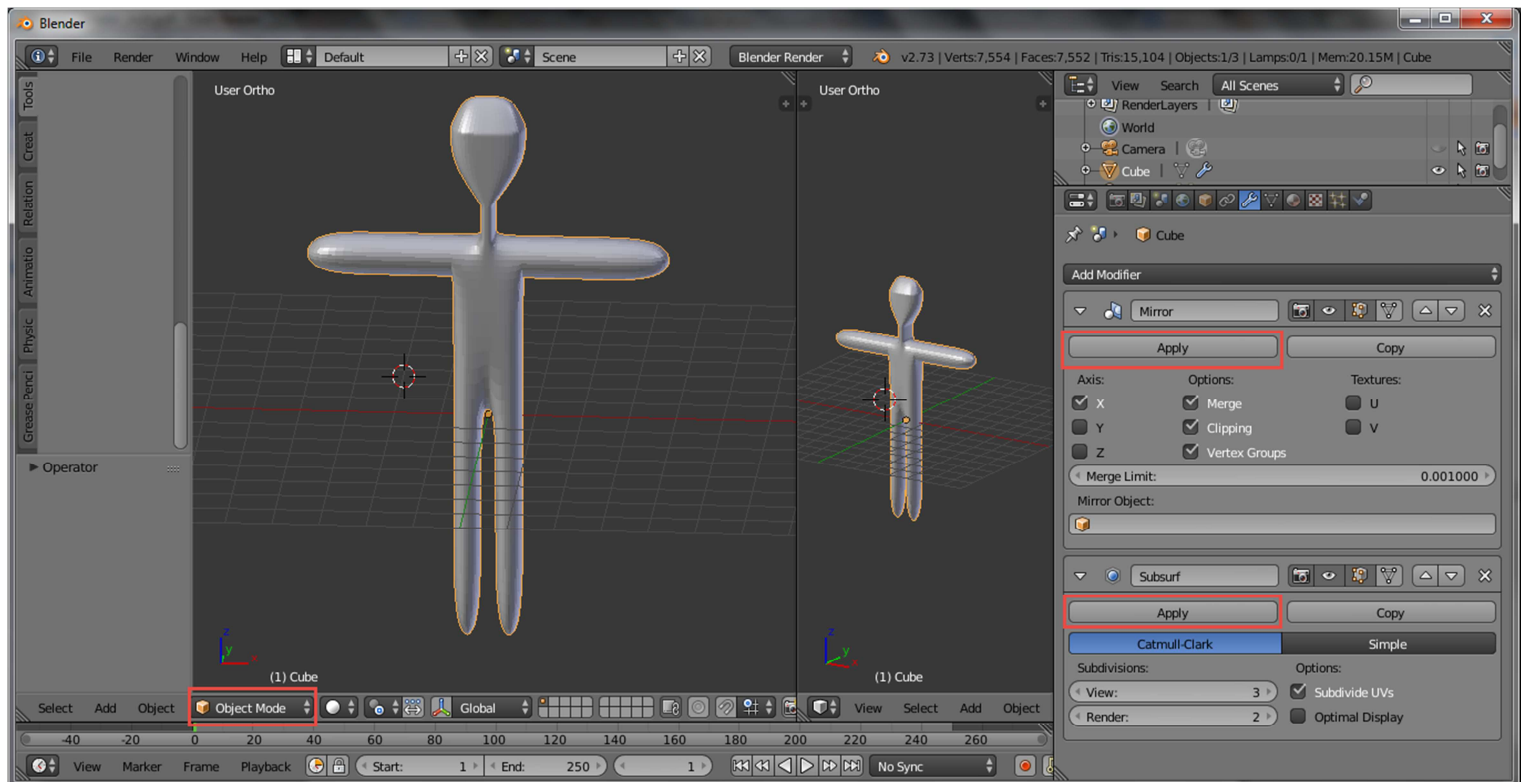 Blender
File Render Window Help Default Scene Blender Render v2.73 | Verts:7,554 | Faces:7,552 | Tris:15,104 | Objects:1/3 | Lamps:0/1 | Mem:20.15M | Cube
Tools
Creat
Relation
Animatio
Physic
Grease Penci
Operator
User Ortho
z
y
x
(1) Cube
User Ortho
z
y
x
(1) Cube
View Search All Scenes
RenderLayers
World
Camera
Cube
Cube
Add Modifier
Mirror
Apply Copy
Axis: Options: Textures:
X Merge U
Y Clipping V
Z Vertex Groups
Merge Limit: 0.001000
Mirror Object:
Subsurf
Apply Copy
Catmull-Clark Simple
Subdivisions: Options:
View: 3 Subdivide UVs
Render: 2 Optimal Display
Select Add Object Object Mode Global View Select Add Object
-40 -20 0 20 40 60 80 100 120 140 160 180 200 220 240 260
View Marker Frame Playback Start: 1 End: 250 1 No Sync